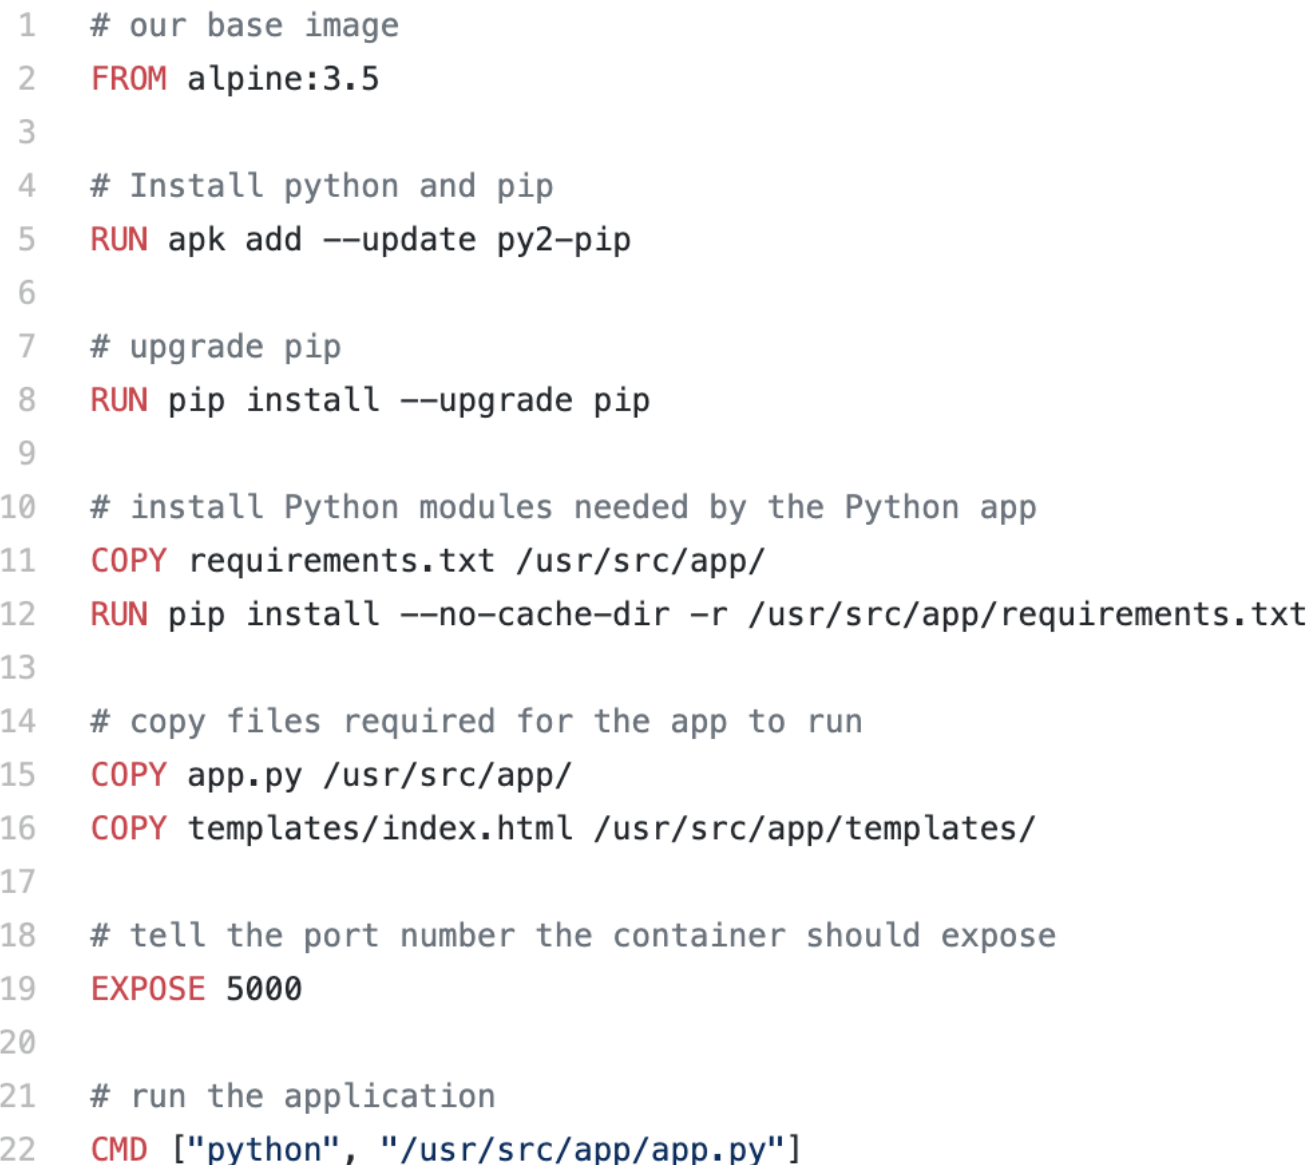 1 # our base image
2 FROM alpine:3.5
3
4 # Install python and pip
5 RUN apk add --update py2-pip
6
7 # upgrade pip
8 RUN pip install --upgrade pip
9
10 # install Python modules needed by the Python app
11 COPY requirements.txt /usr/src/app/
12 RUN pip install --no-cache-dir -r /usr/src/app/requirements.txt
13
14 # copy files required for the app to run
15 COPY app.py /usr/src/app/
16 COPY templates/index.html /usr/src/app/templates/
17
18 # tell the port number the container should expose
19 EXPOSE 5000
20
21 # run the application
22 CMD ["python", "/usr/src/app/app.py"]